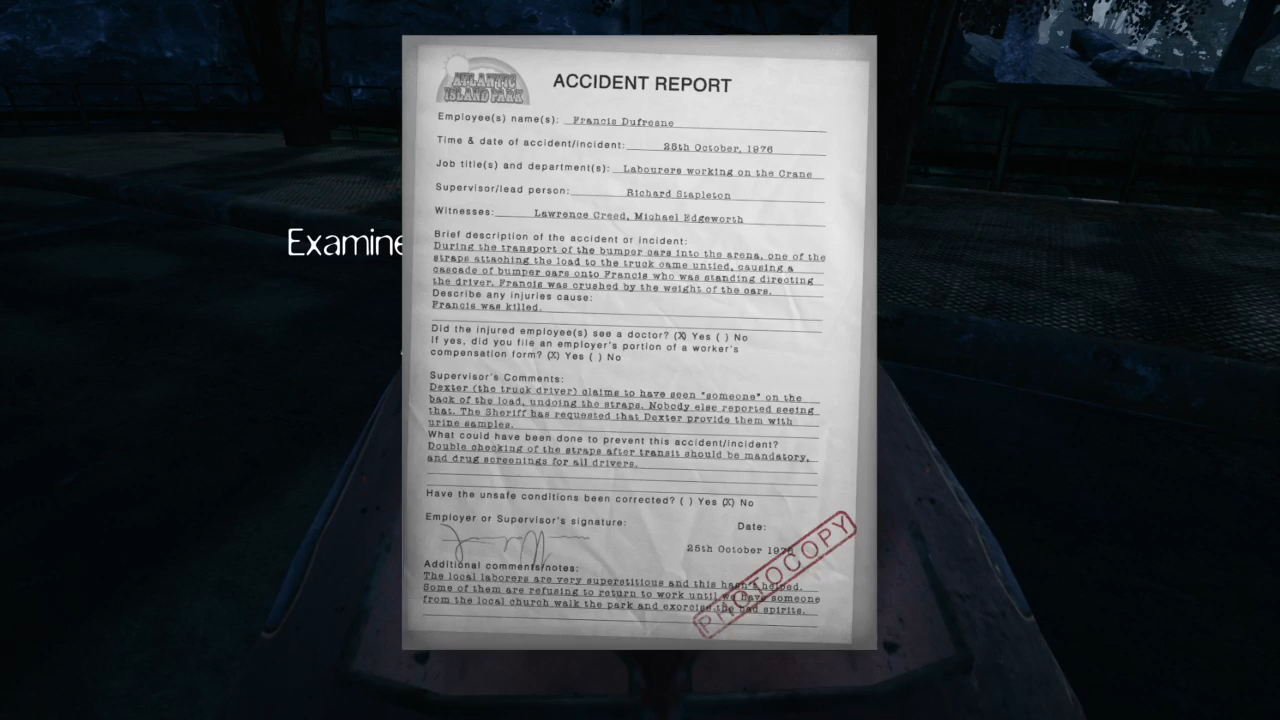 ATLANTIC
ISLAND PARK
ACCIDENT REPORT
Employee(s) name(s): Francis Dufresne
Time & date of accident/incident: 25th October, 1976
Job title(s) and department(s): Labourers working on the Crane
Supervisor/lead person: Richard Stapleton
Witnesses: Lawrence Creed, Michael Edgeworth
Examine
Brief description of the accident or incident:
During the transport of the bumper cars into the arena, one of the
straps attaching the load to the truck came untied, causing a
cascade of bumper cars onto Francis who was standing directing
the driver. Francis was crushed by the weight of the cars.
Describe any injuries cause:
Francis was killed.
Did the injured employee(s) see a doctor? (X) Yes ( ) No
If yes, did you file an employer's portion of a worker's
compensation form? (X) Yes ( ) No
Supervisor's Comments:
Dexter (the truck driver) claims to have seen "someone" on the
back of the load, undoing the straps. Nobody else reported seeing
that. The Sheriff has requested that Dexter provide them with
urine samples.
What could have been done to prevent this accident/incident?
Double checking of the straps after transit should be mandatory,
and drug screenings for all drivers.
Have the unsafe conditions been corrected? ( ) Yes (X) No
Employer or Supervisor's signature:
Date:
25th October 1976
PHOTOCOPY
Additional comments/notes:
The local laborers are very superstitious and this hasn't helped.
Some of them are refusing to return to work until we have someone
from the local church walk the park and exorcise the bad spirits.